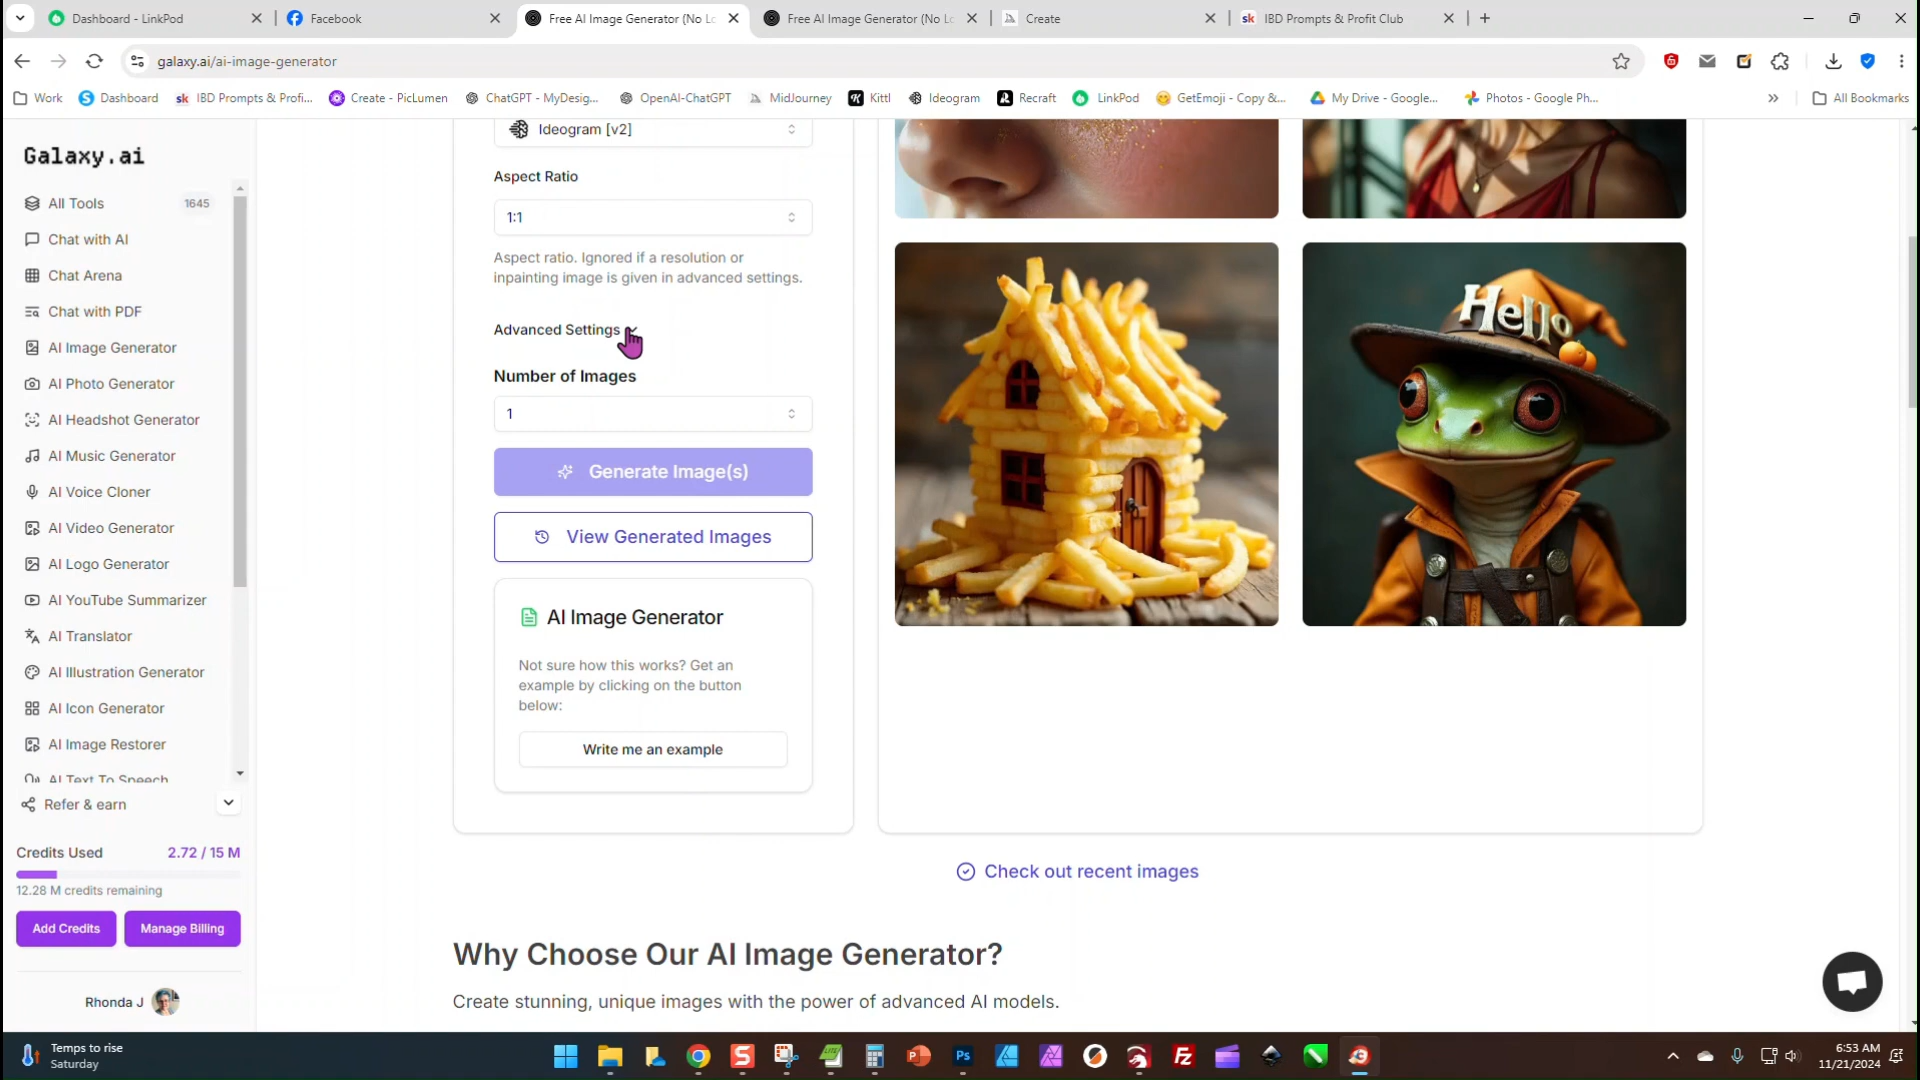 Dashboard - LinkPod
Facebook
Free AI Image Generator (No Lo
Free AI Image Generator (No Lo
Create
IBD Prompts & Profit Club
galaxy.ai/ai-image-generator
Work
Dashboard
IBD Prompts & Profi...
Create - PicLumen
ChatGPT - MyDesig...
OpenAI-ChatGPT
MidJourney
Kittl
Ideogram
Recraft
LinkPod
GetEmoji - Copy &...
My Drive - Google...
Photos - Google Ph...
All Bookmarks
Galaxy.ai
All Tools 1645
Chat with AI
Chat Arena
Chat with PDF
AI Image Generator
AI Photo Generator
AI Headshot Generator
AI Music Generator
AI Voice Cloner
AI Video Generator
AI Logo Generator
AI YouTube Summarizer
AI Translator
AI Illustration Generator
AI Icon Generator
AI Image Restorer
AI Text To Speech
Refer & earn
Credits Used 2.72 / 15 M
12.28 M credits remaining
Add Credits
Manage Billing
Rhonda J
Ideogram [v2]
Aspect Ratio
1:1
Aspect ratio. Ignored if a resolution or
inpainting image is given in advanced settings.
Advanced Settings
Number of Images
1
Generate Image(s)
View Generated Images
AI Image Generator
Not sure how this works? Get an
example by clicking on the button
below:
Write me an example
Hello
Check out recent images
Why Choose Our AI Image Generator?
Create stunning, unique images with the power of advanced AI models.
Temps to rise
Saturday
6:53 AM
11/21/2024